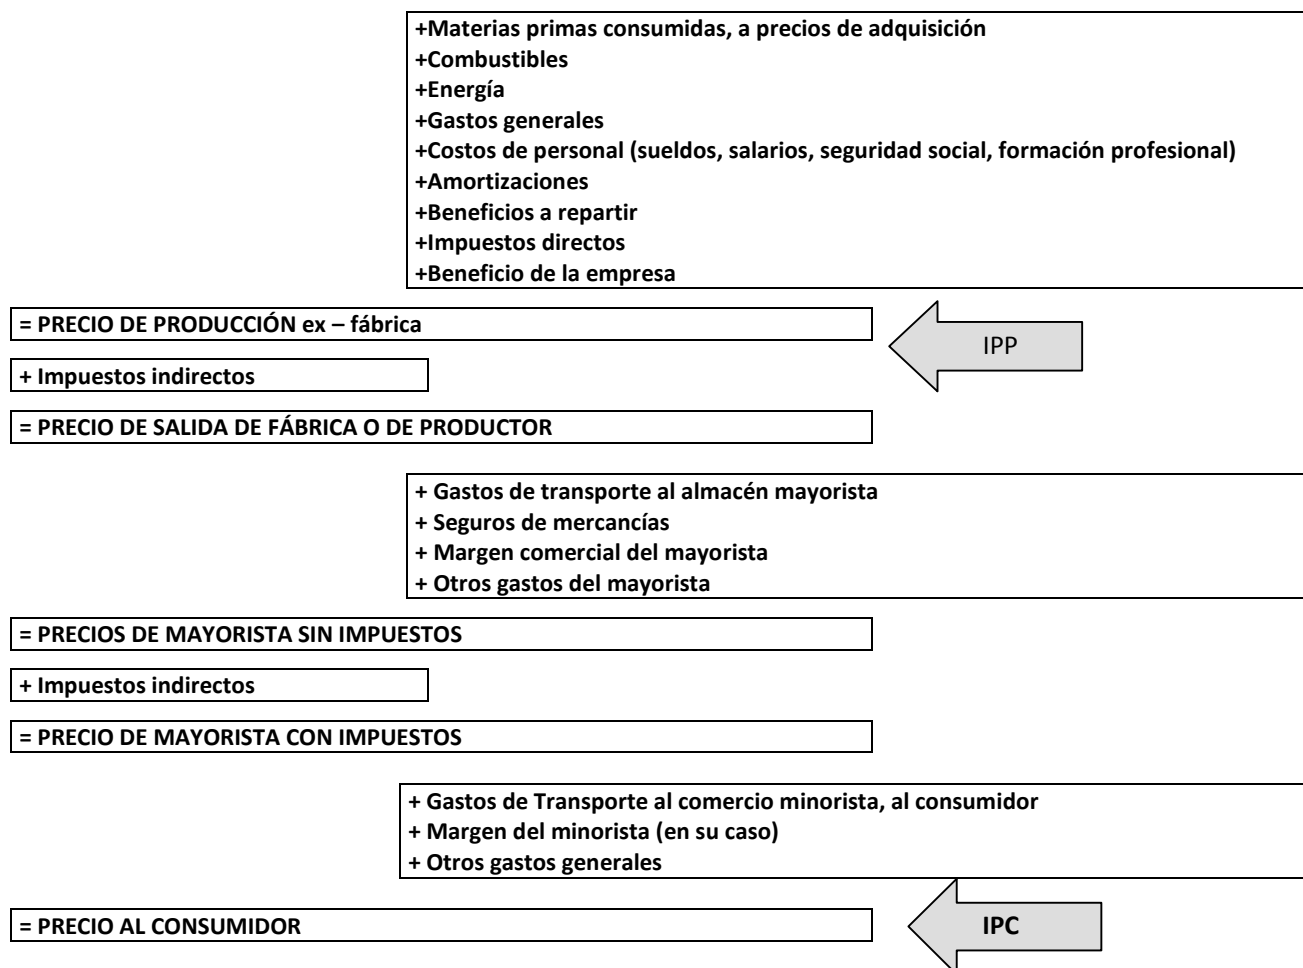 +Materias primas consumidas, a precios de adquisición
+Combustibles
+Energía
+Gastos generales
+Costos de personal (sueldos, salarios, seguridad social, formación profesional)
+Amortizaciones
+Beneficios a repartir
+Impuestos directos
+Beneficio de la empresa
= PRECIO DE PRODUCCIÓN ex – fábrica
IPP
+ Impuestos indirectos
= PRECIO DE SALIDA DE FÁBRICA O DE PRODUCTOR
+ Gastos de transporte al almacén mayorista
+ Seguros de mercancías
+ Margen comercial del mayorista
+ Otros gastos del mayorista
= PRECIOS DE MAYORISTA SIN IMPUESTOS
+ Impuestos indirectos
= PRECIO DE MAYORISTA CON IMPUESTOS
+ Gastos de Transporte al comercio minorista, al consumidor
+ Margen del minorista (en su caso)
+ Otros gastos generales
= PRECIO AL CONSUMIDOR
IPC